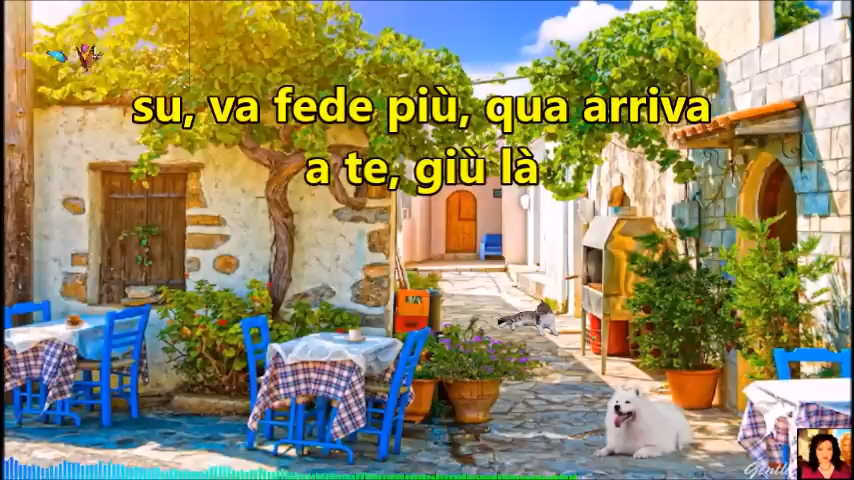 su, va fede più, qua arriva
a te, giù là